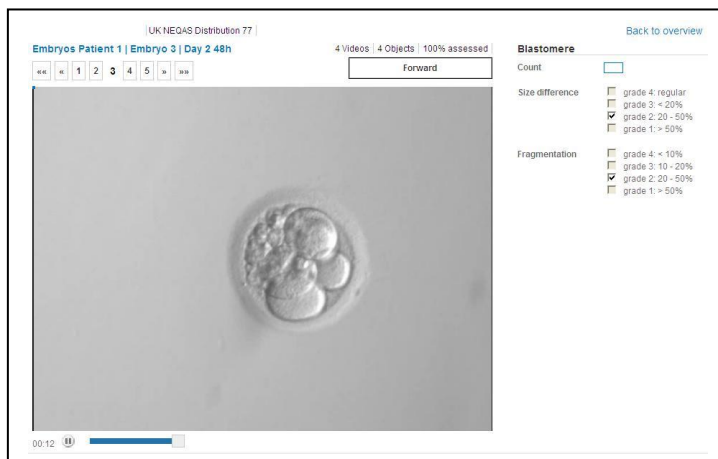 UK NEQAS Distribution 77
Back to overview
Embryos Patient 1 | Embryo 3 | Day 2 48h
4 Videos | 4 Objects | 100% assessed
«« « 1 2 3 4 5 » »»
Forward
Blastomere
Count
Size difference
grade 4: regular
grade 3: < 20%
grade 2: 20 - 50%
grade 1: > 50%
Fragmentation
grade 4: < 10%
grade 3: 10 - 20%
grade 2: 20 - 50%
grade 1: > 50%
00:12